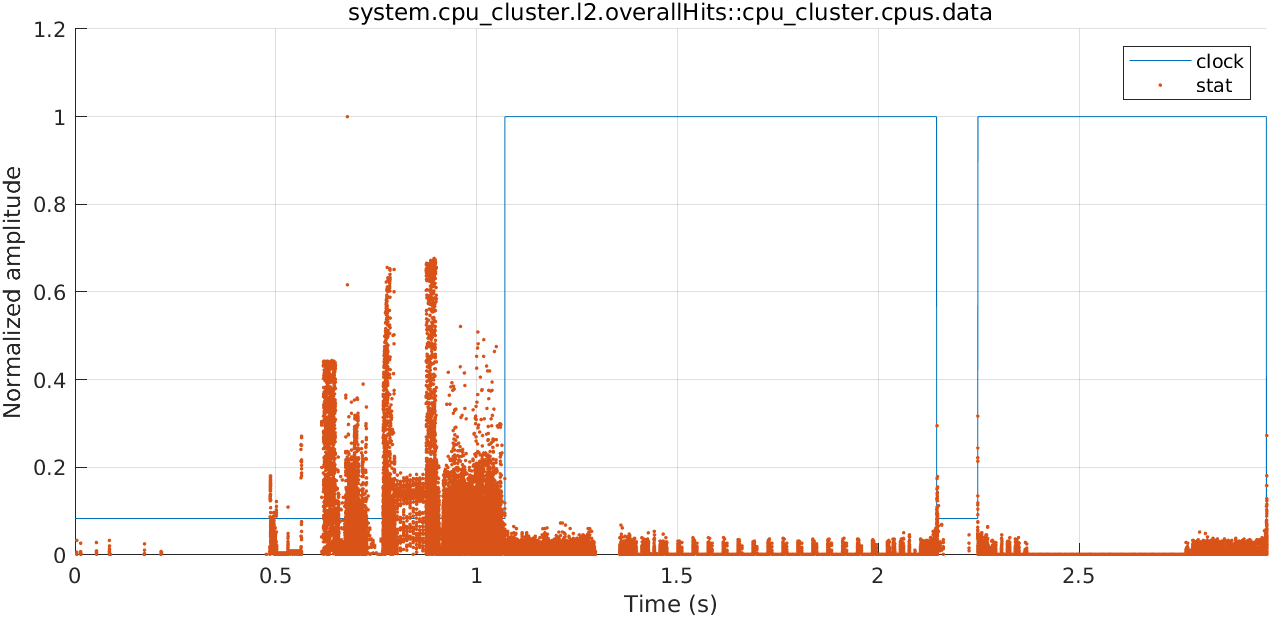 system.cpu_cluster.l2.overallHits::cpu_cluster.cpus.data
1.2
1
0.8
0.6
0.4
0.2
0
Normalized amplitude
clock
stat
0 0.5 1 1.5 2 2.5
Time (s)